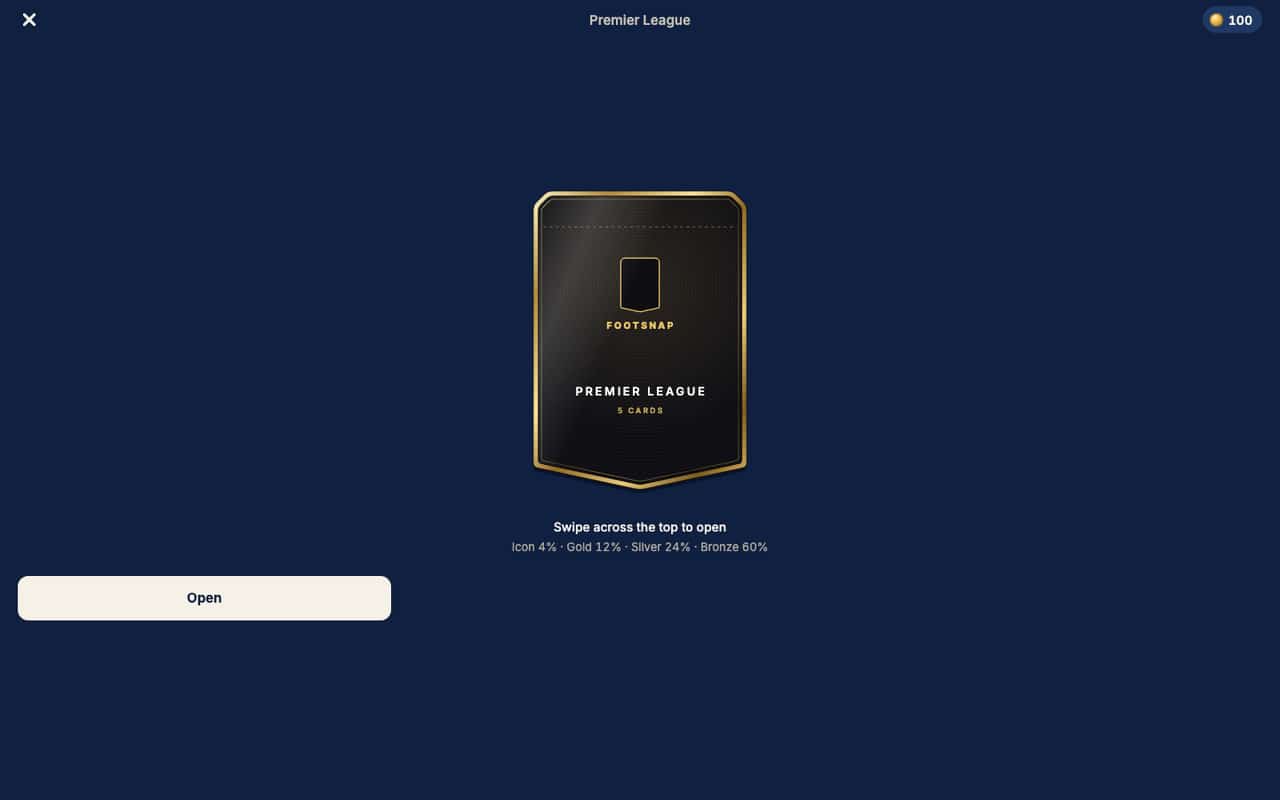 Premier League
100
FOOTSNAP
PREMIER LEAGUE
5 CARDS
Swipe across the top to open
Icon 4% · Gold 12% · Silver 24% · Bronze 60%
Open